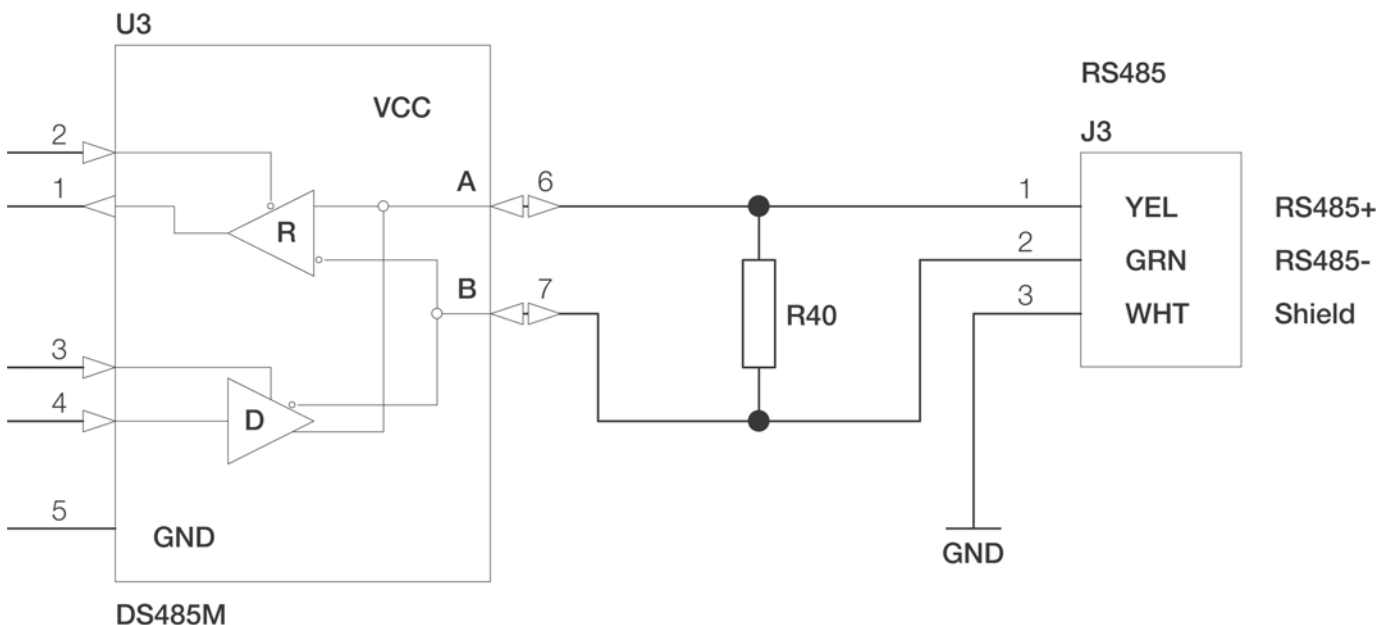 U3
VCC
2
1
R
A
6
B
7
3
4
D
5
GND
DS485M
R40
RS485
J3
1 YEL RS485+
2 GRN RS485-
3 WHT Shield
GND